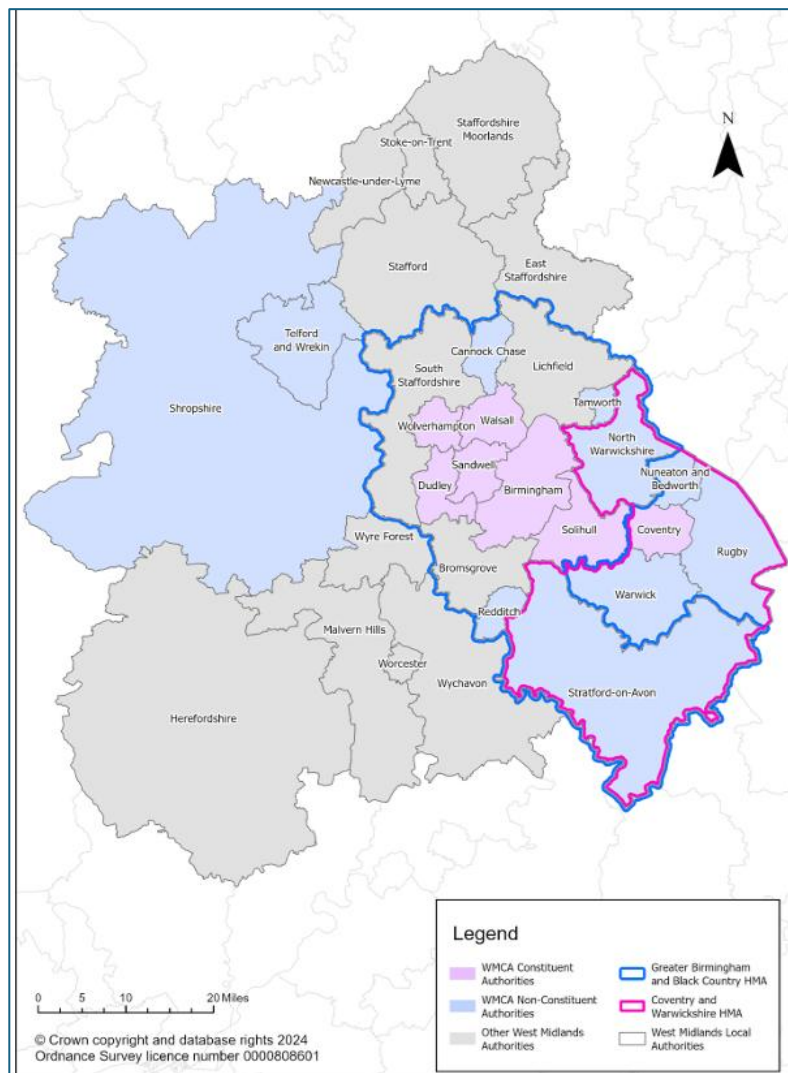 Staffordshire
Moorlands
Stoke-on-Trent
N
Newcastle-under-Lyme
Stafford
East
Staffordshire
Telford
and Wrekin
Cannock Chase
South
Staffordshire
Lichfield
Shropshire
Tamworth
Wolverhampton
Walsall
North
Warwickshire
Sandwell
Nuneaton and
Bedworth
Dudley
Birmingham
Solihull
Coventry
Wyre Forest
Rugby
Bromsgrove
Warwick
Redditch
Malvern Hills
Worcester
Wychavon
Stratford-on-Avon
Herefordshire
Legend
WMCA Constituent
Authorities
Greater Birmingham
and Black Country HMA
WMCA Non-Constituent
Authorities
Coventry and
Warwickshire HMA
Other West Midlands
Authorities
West Midlands Local
Authorities
0 5 10 20 Miles
© Crown copyright and database rights 2024
Ordnance Survey licence number 0000808601